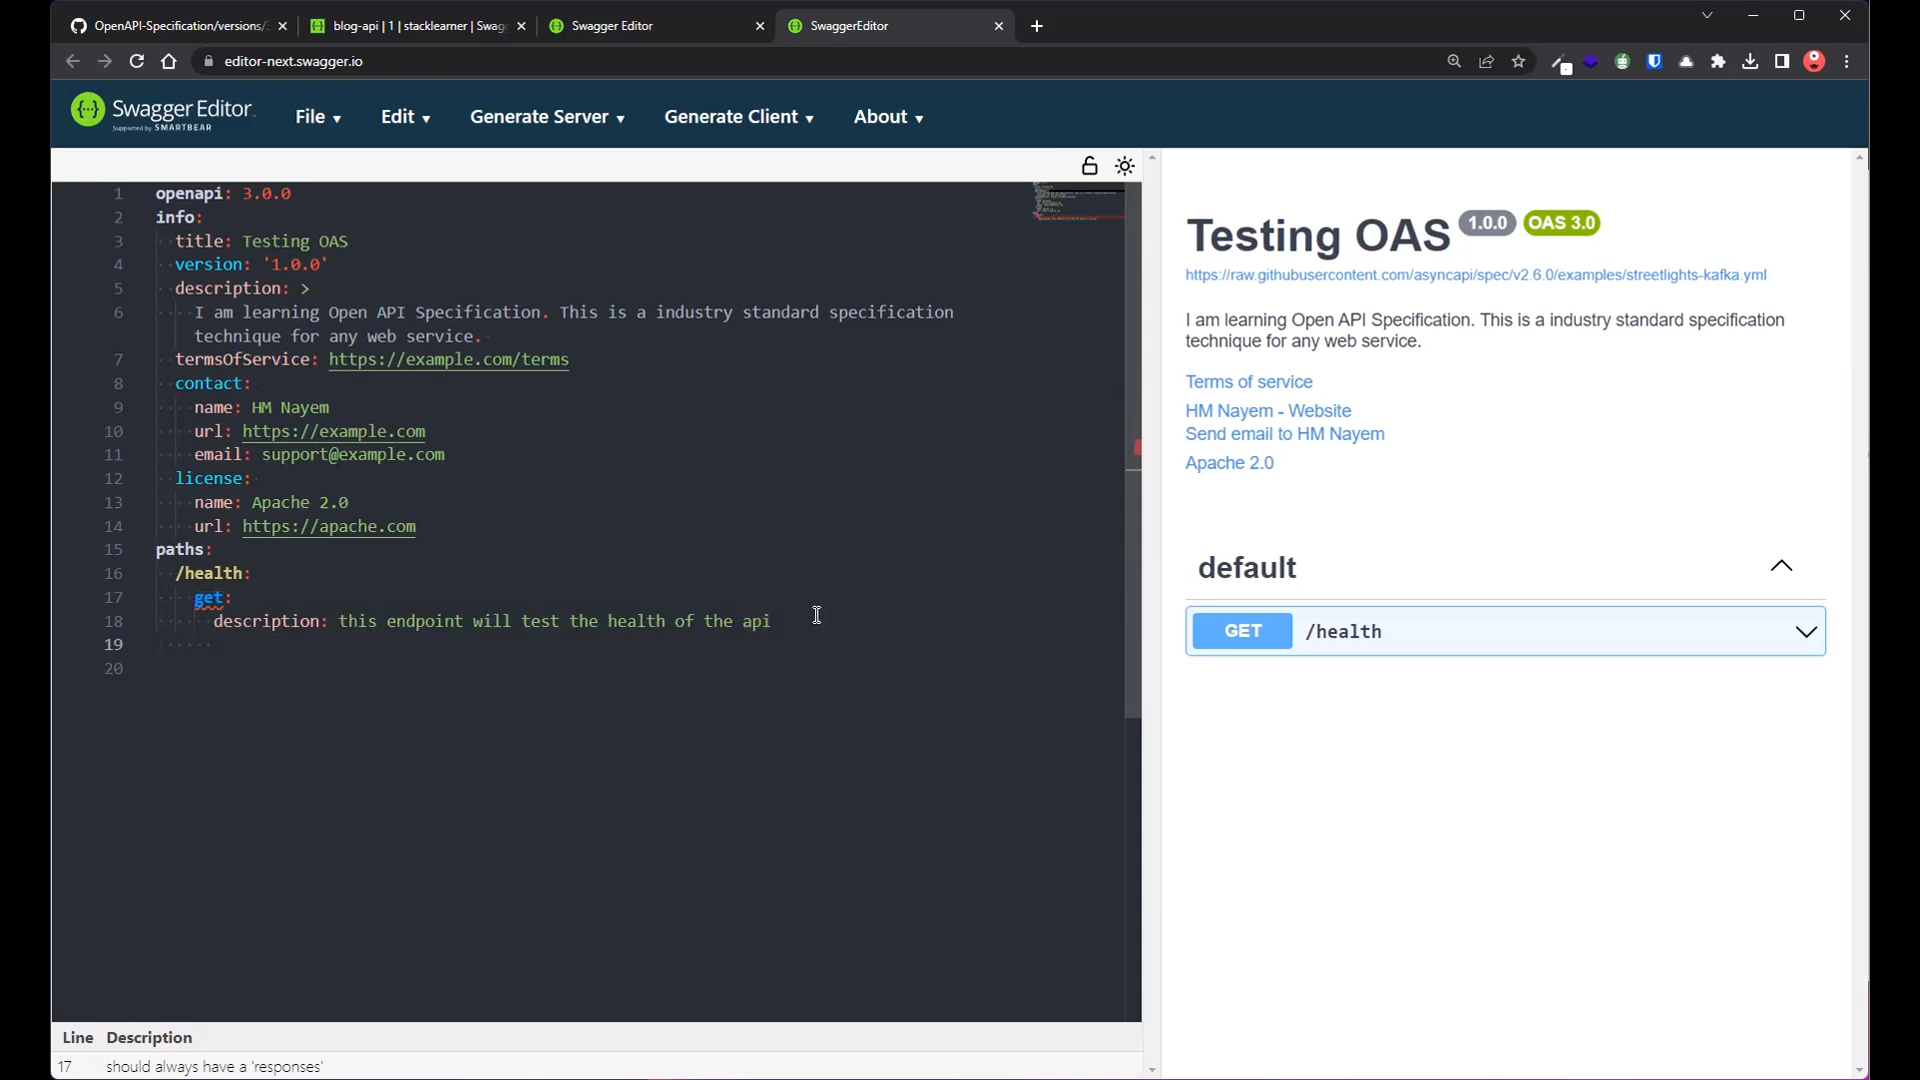 OpenAPI-Specification/versions/
blog-api | 1 | stacklearner | Swag
Swagger Editor
SwaggerEditor
editor-next.swagger.io
Swagger Editor
Supported by SMARTBEAR
File
Edit
Generate Server
Generate Client
About
1 openapi: 3.0.0
2 info:
3 title: Testing OAS
4 version: '1.0.0'
5 description: >
6 I am learning Open API Specification. This is a industry standard specification
technique for any web service.
7 termsOfService: https://example.com/terms
8 contact:
9 name: HM Nayem
10 url: https://example.com
11 email: support@example.com
12 license:
13 name: Apache 2.0
14 url: https://apache.com
15 paths:
16 /health:
17 get:
18 description: this endpoint will test the health of the api
19
20
Line Description
17 should always have a 'responses'
Testing OAS 1.0.0 OAS 3.0
https://raw.githubusercontent.com/asyncapi/spec/v2.6.0/examples/streetlights-kafka.yml
I am learning Open API Specification. This is a industry standard specification
technique for any web service.
Terms of service
HM Nayem - Website
Send email to HM Nayem
Apache 2.0
default
GET /health